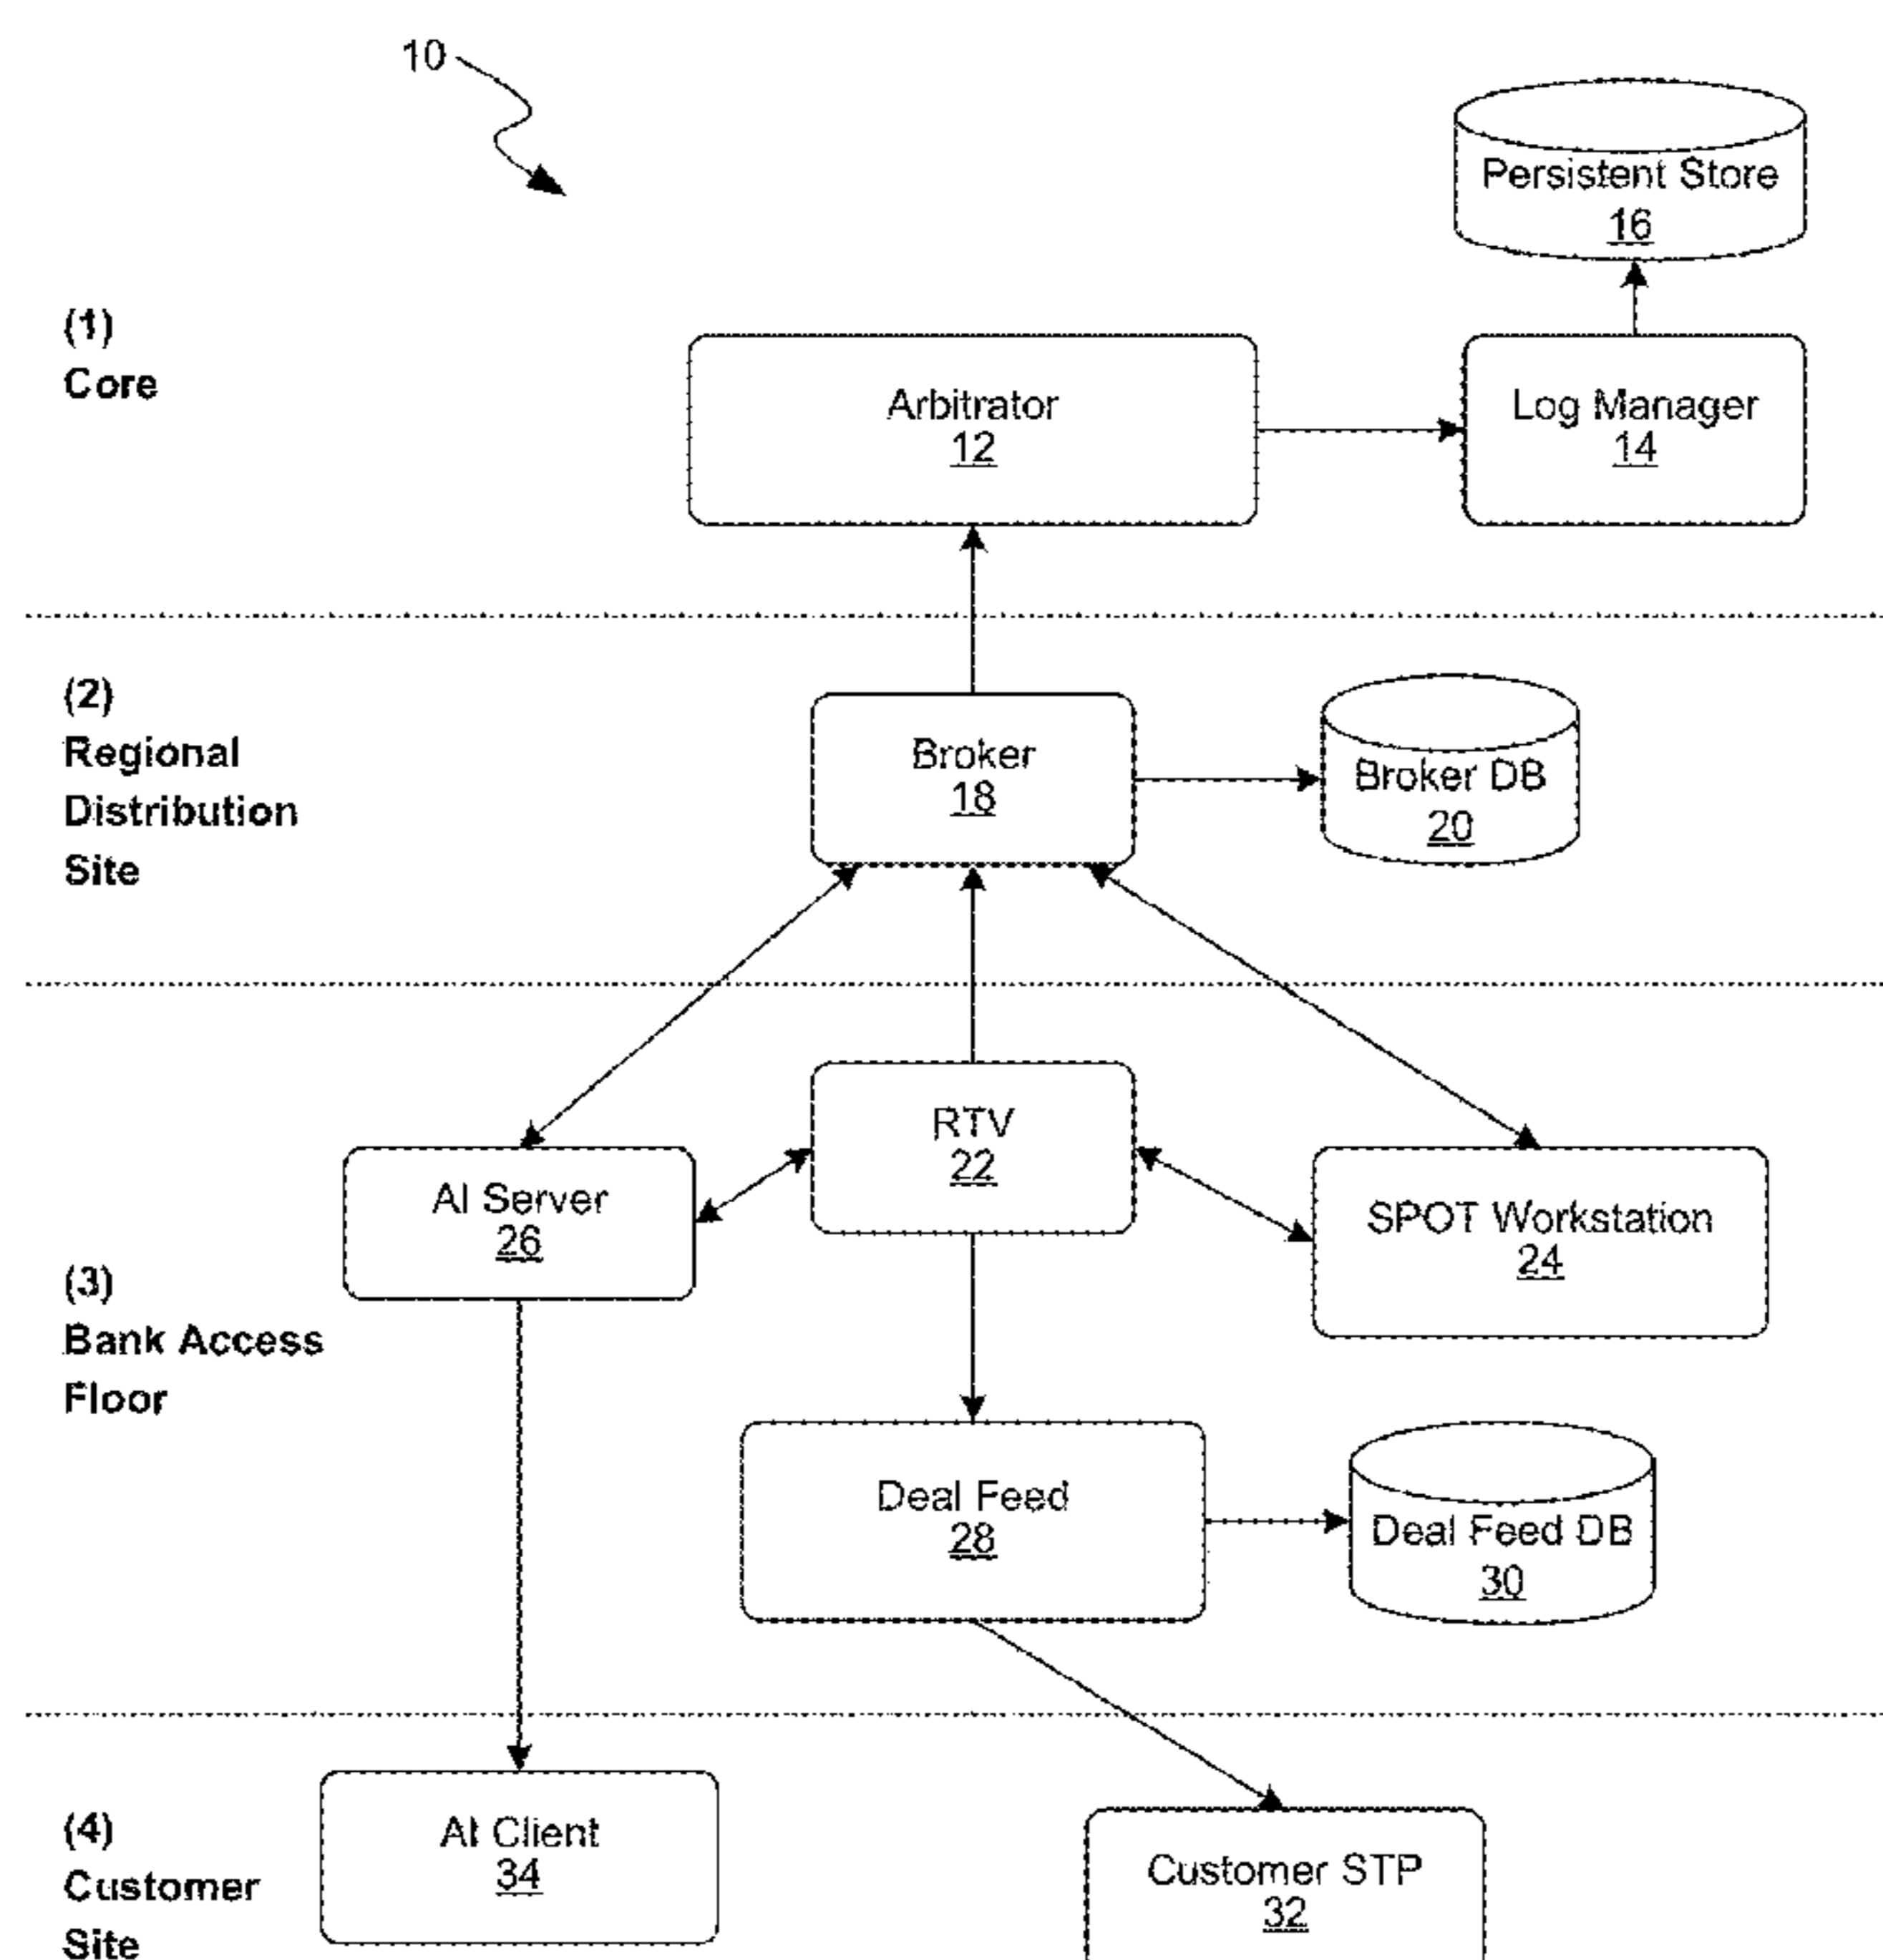 10
Persistent Store
16
(1)
Core
Arbitrator
12
Log Manager
14
(2)
Regional
Distribution
Site
Broker
18
Broker DB
20
RTV
22
AI Server
26
SPOT Workstation
24
(3)
Bank Access
Floor
Deal Feed
28
Deal Feed DB
30
(4)
Customer
Site
AI Client
34
Customer STP
32